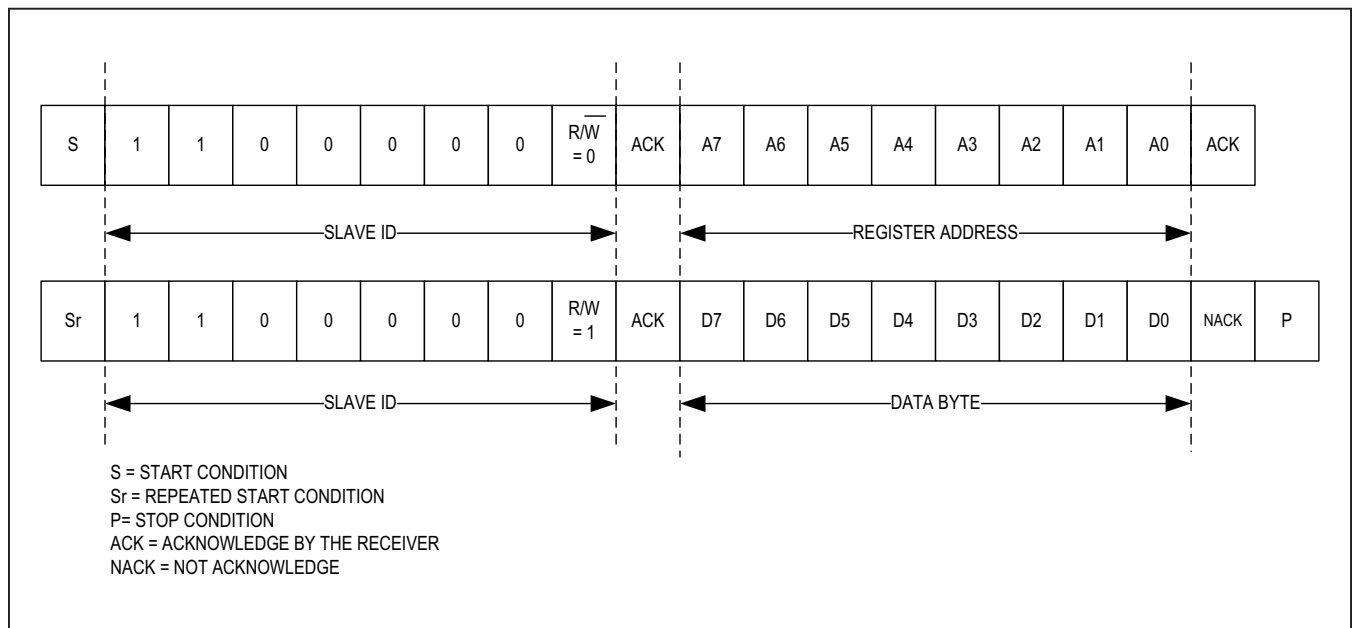 S 1 1 0 0 0 0 0 R/W̅ = 0 ACK A7 A6 A5 A4 A3 A2 A1 A0 ACK
SLAVE ID REGISTER ADDRESS
Sr 1 1 0 0 0 0 0 R/W = 1 ACK D7 D6 D5 D4 D3 D2 D1 D0 NACK P
SLAVE ID DATA BYTE
S = START CONDITION
Sr = REPEATED START CONDITION
P= STOP CONDITION
ACK = ACKNOWLEDGE BY THE RECEIVER
NACK = NOT ACKNOWLEDGE